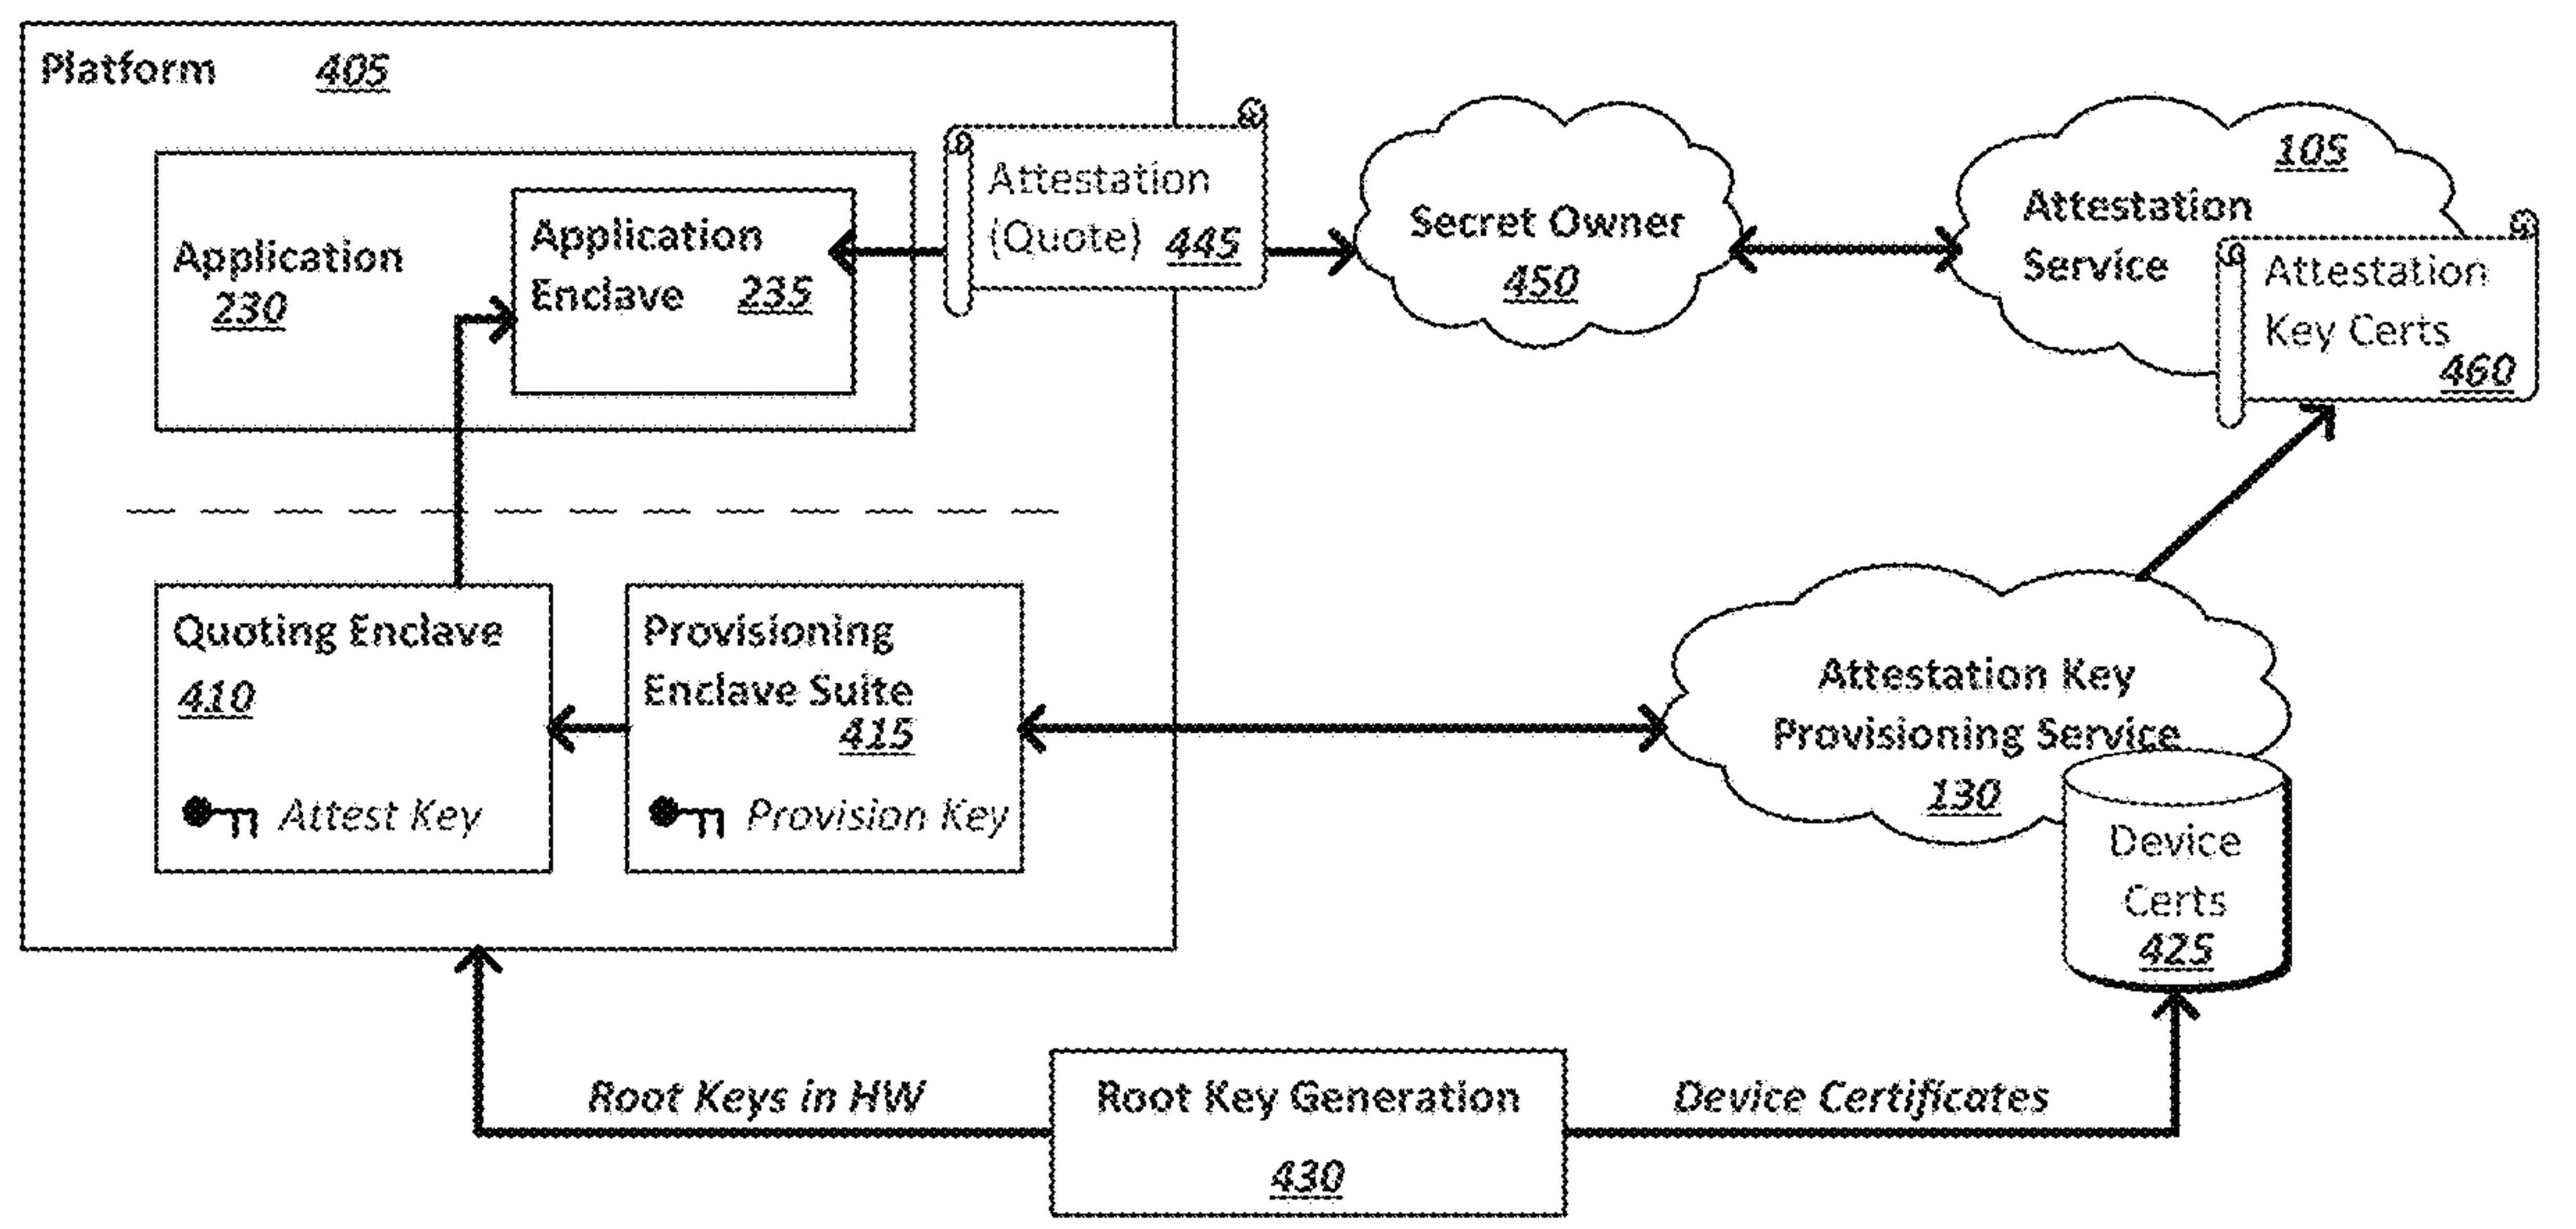 Platform 405
Application
230
Application
Enclave 235
Attestation
(Quote) 445
Secret Owner
450
105
Attestation
Service
Attestation
Key Certs
460
Quoting Enclave
410
Attest Key
Provisioning
Enclave Suite
415
Provision Key
Attestation Key
Provisioning Service
130
Device
Certs
425
Root Keys in HW
Root Key Generation
430
Device Certificates